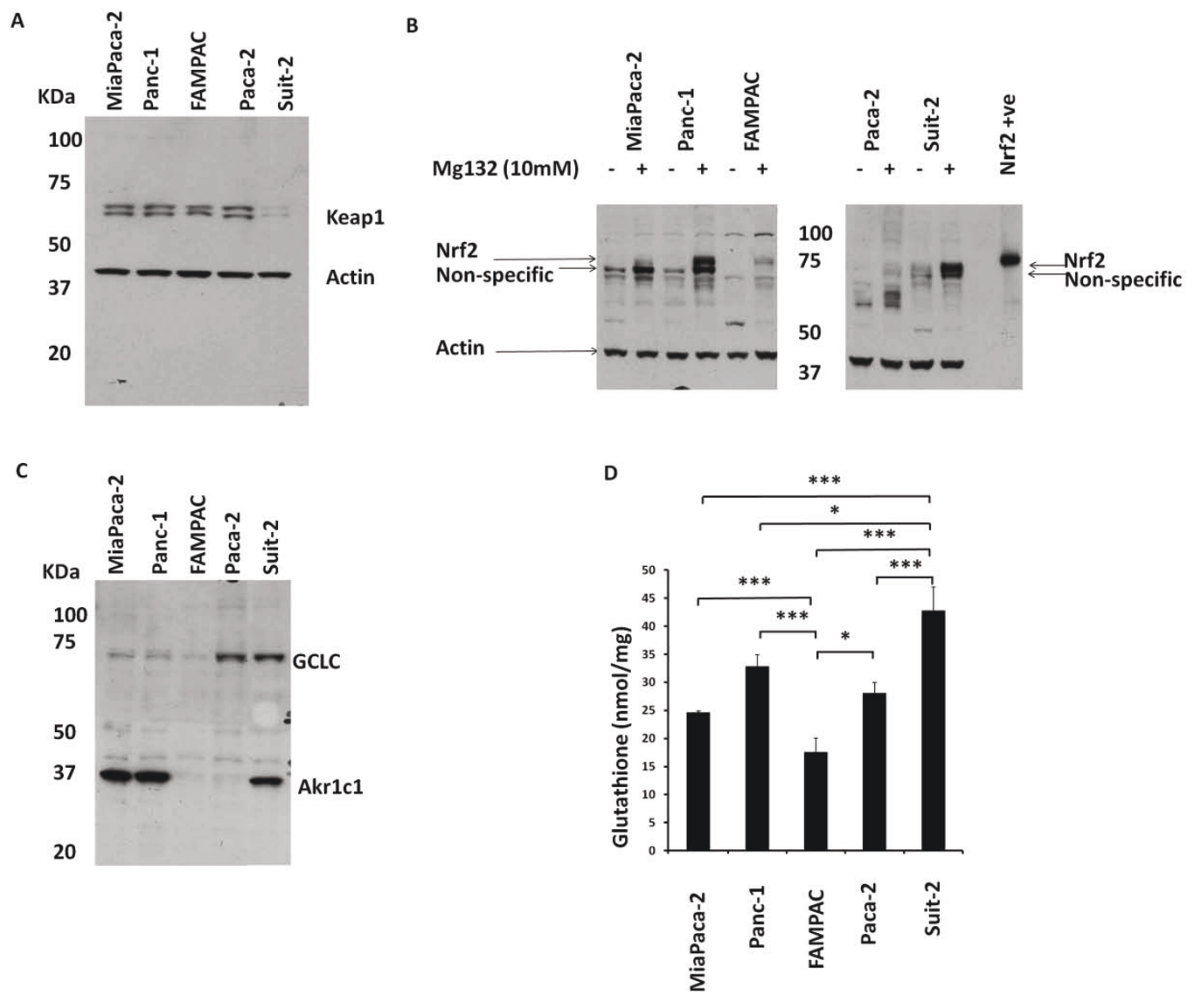 A
MiaPaca-2
Panc-1
FAMPAC
Paca-2
Suit-2
KDa
100
75
50
37
20
Keap1
Actin
B
MiaPaca-2
Panc-1
FAMPAC
Paca-2
Suit-2
Nrf2 +ve
Mg132 (10mM) - + - + - + - + - +
Nrf2
Non-specific
Actin
100
75
50
37
Nrf2
Non-specific
C
MiaPaca-2
Panc-1
FAMPAC
Paca-2
Suit-2
KDa
100
75
50
37
20
GCLC
Akr1c1
D
***
*
***
***
***
***
*
Glutathione (nmol/mg)
50
45
40
35
30
25
20
15
10
5
0
MiaPaca-2
Panc-1
FAMPAC
Paca-2
Suit-2